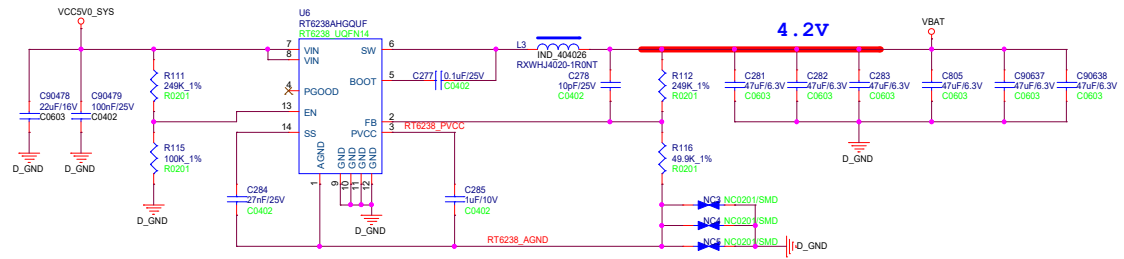 VCC5V0_SYS
U6
RT6238AHGQUF
RT6238_UQFN14
4.2V
VBAT
7
8
VIN
VIN
SW
6
L3
IND_404026
RXWHJ4020-1R0NT
BOOT
5
C277
0.1uF/25V
C0402
4
PGOOD
13
EN
14
SS
FB
2
PVCC
3
RT6238_PVCC
AGND
GND
GND
GND
GND
1
9
10
11
12
C90478
22uF/16V
C0603
C90479
100nF/25V
C0402
R111
249K_1%
R0201
R115
100K_1%
R0201
C278
10pF/25V
C0402
R112
249K_1%
R0201
C281
47uF/6.3V
C0603
C282
47uF/6.3V
C0603
C283
47uF/6.3V
C0603
C805
47uF/6.3V
C0603
C90637
47uF/6.3V
C0603
C90638
47uF/6.3V
C0603
R116
49.9K_1%
R0201
D_GND
D_GND
D_GND
D_GND
D_GND
C284
27nF/25V
C0402
C285
1uF/10V
C0402
RT6238_AGND
NC3 NC0201/SMD
NC4 NC0201/SMD
NC5 NC0201/SMD
D_GND